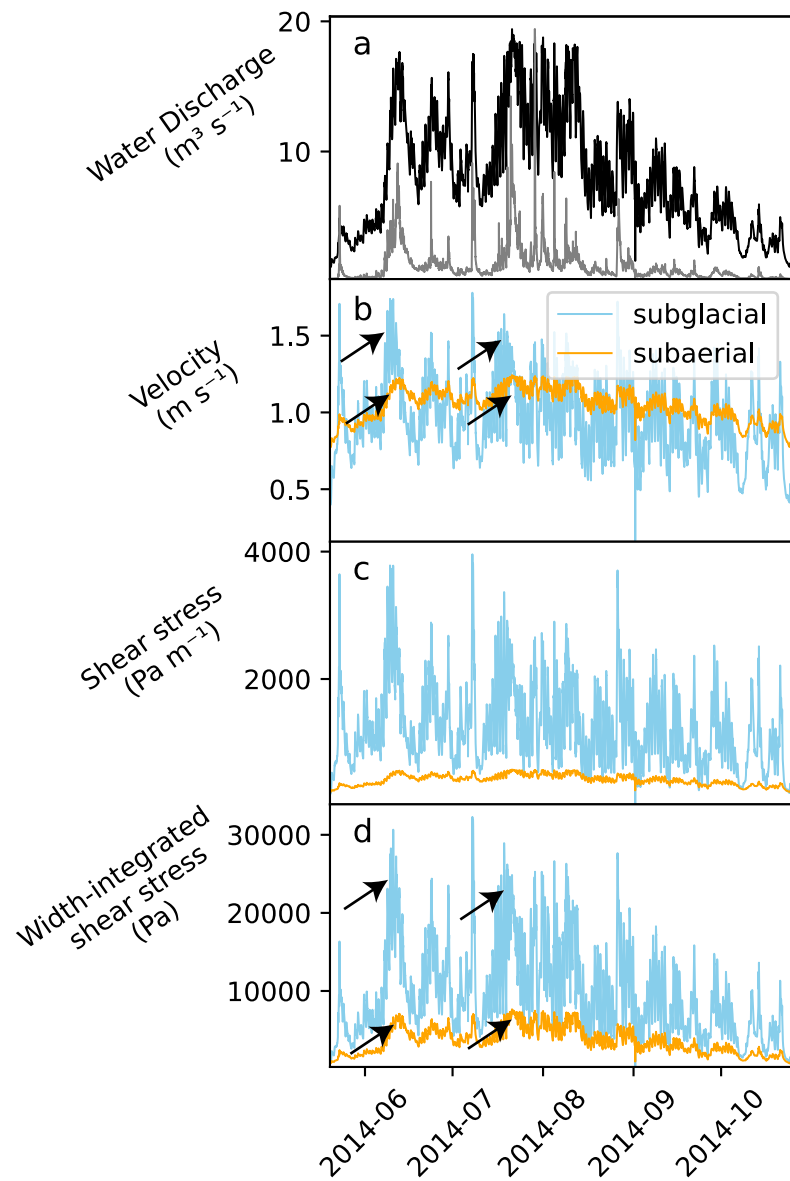 20
a
Water Discharge
(m³ s⁻¹)
10
b
subglacial
subaerial
1.5
Velocity
(m s⁻¹)
1.0
0.5
4000
c
Shear stress
(Pa m⁻¹)
2000
30000
d
Width-integrated
shear stress
(Pa)
20000
10000
2014-06
2014-07
2014-08
2014-09
2014-10